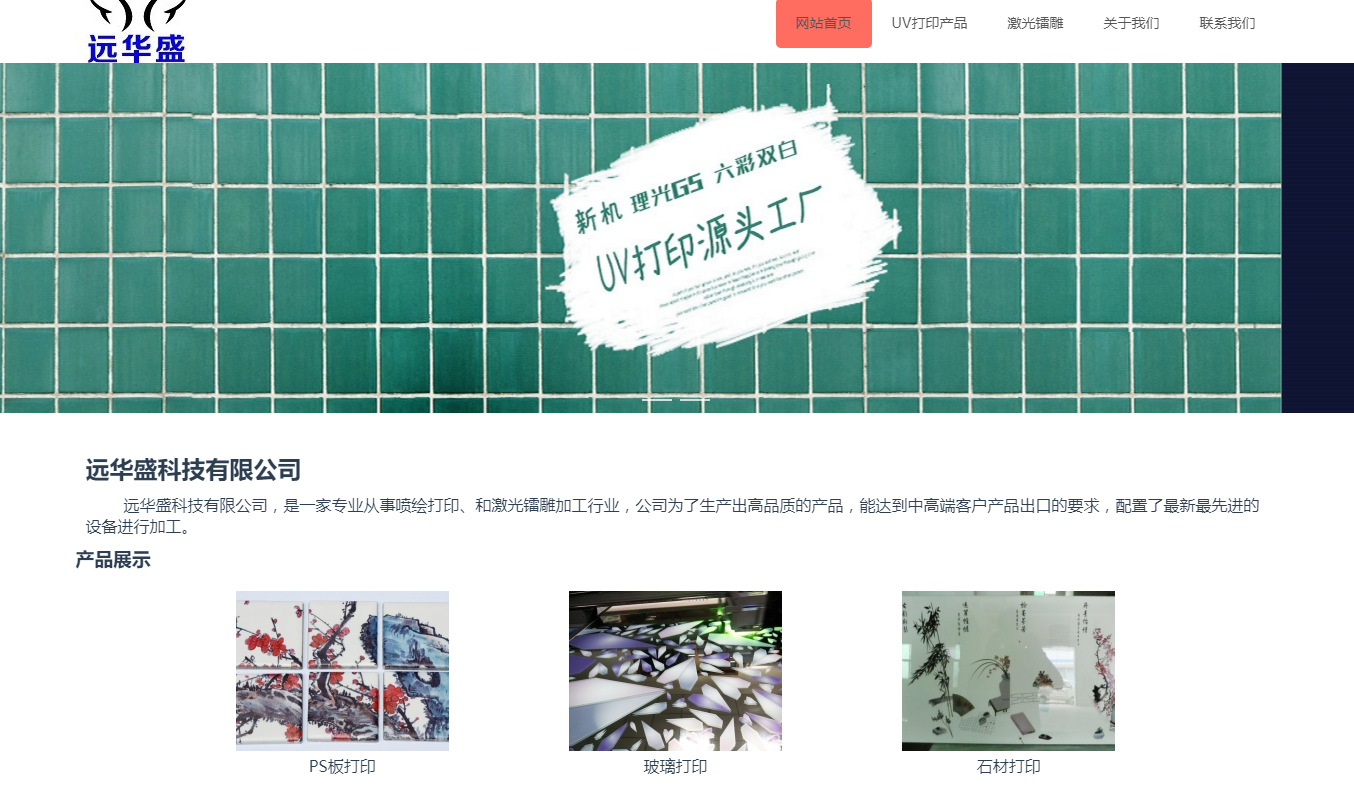 远华盛
网站首页
UV打印产品
激光镭雕
关于我们
联系我们
新机 理光G5 六彩双白
UV打印源头工厂
远华盛科技有限公司
远华盛科技有限公司，是一家专业从事喷绘打印、和激光镭雕加工行业，公司为了生产出高品质的产品，能达到中高端客户产品出口的要求，配置了最新最先进的
设备进行加工。
产品展示
PS板打印
玻璃打印
石材打印